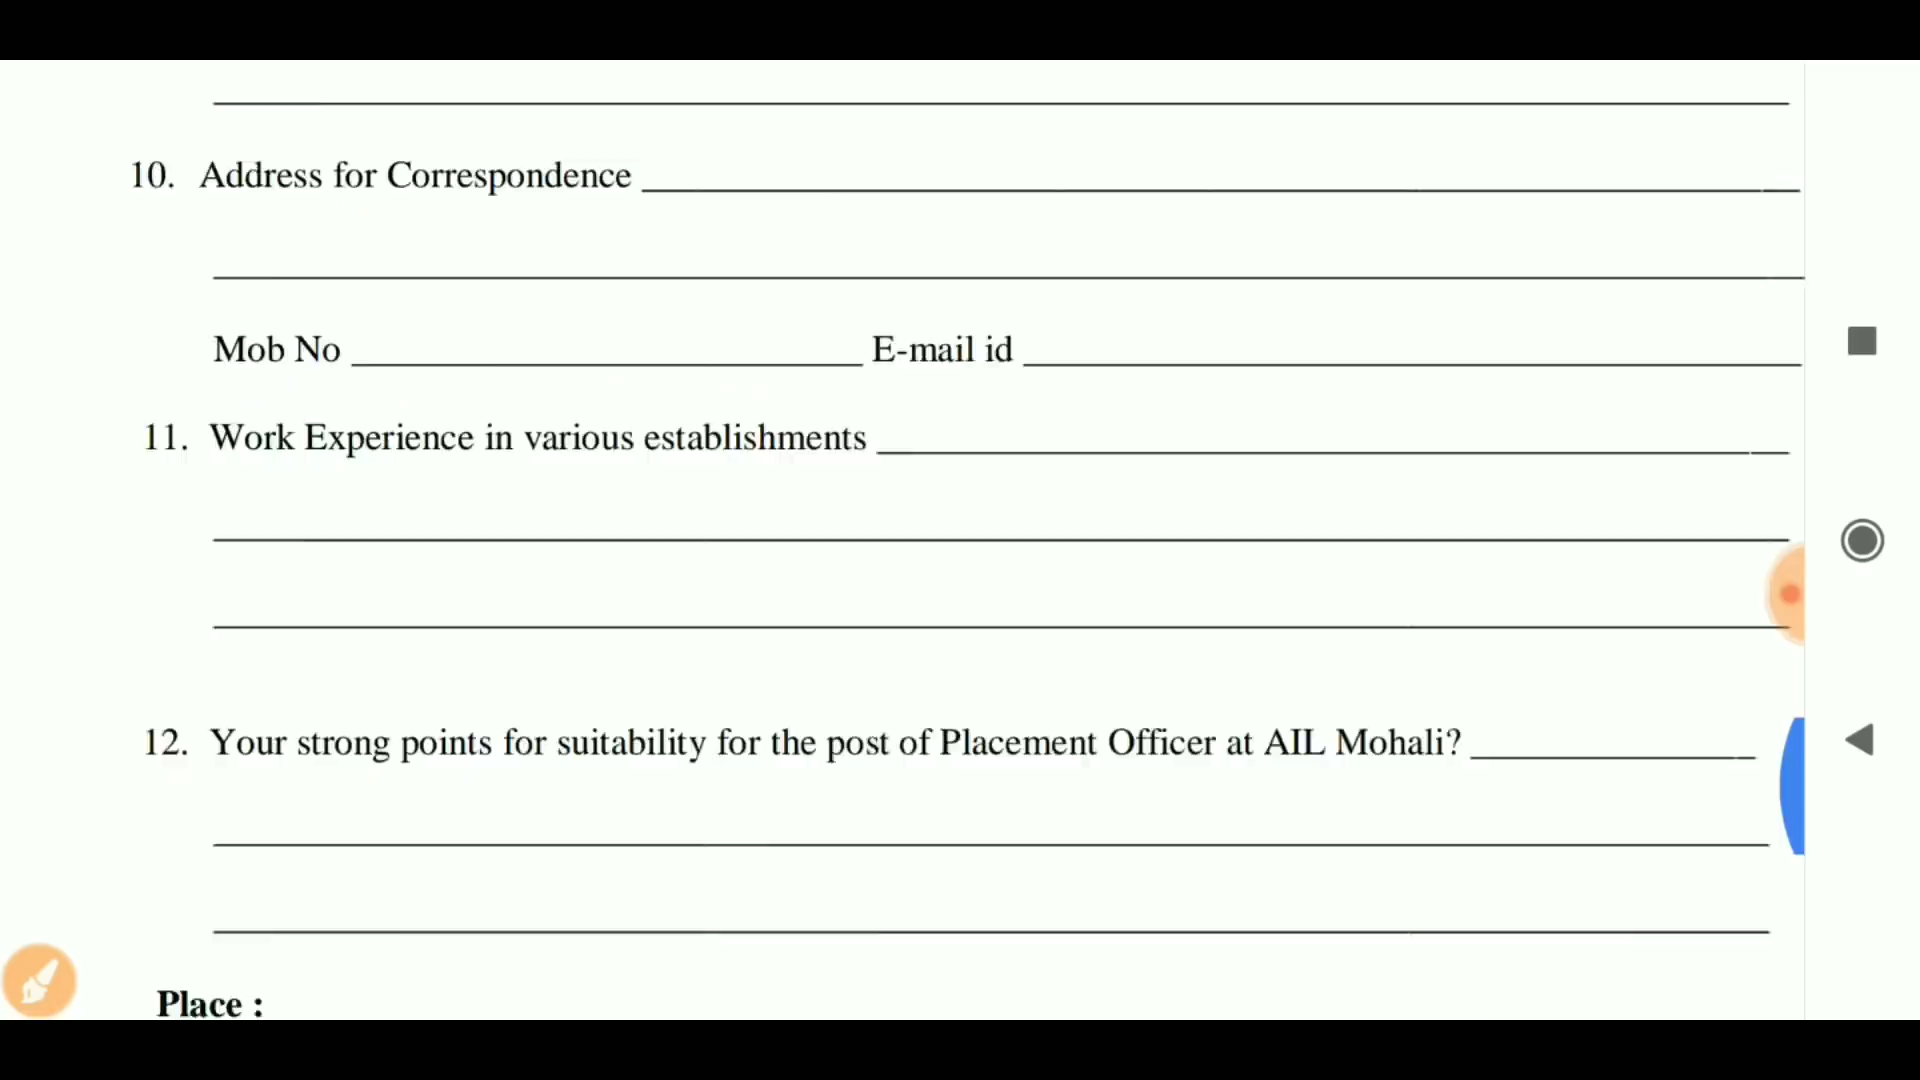 10. Address for Correspondence
Mob No E-mail id
11. Work Experience in various establishments
12. Your strong points for suitability for the post of Placement Officer at AIL Mohali?
Place :